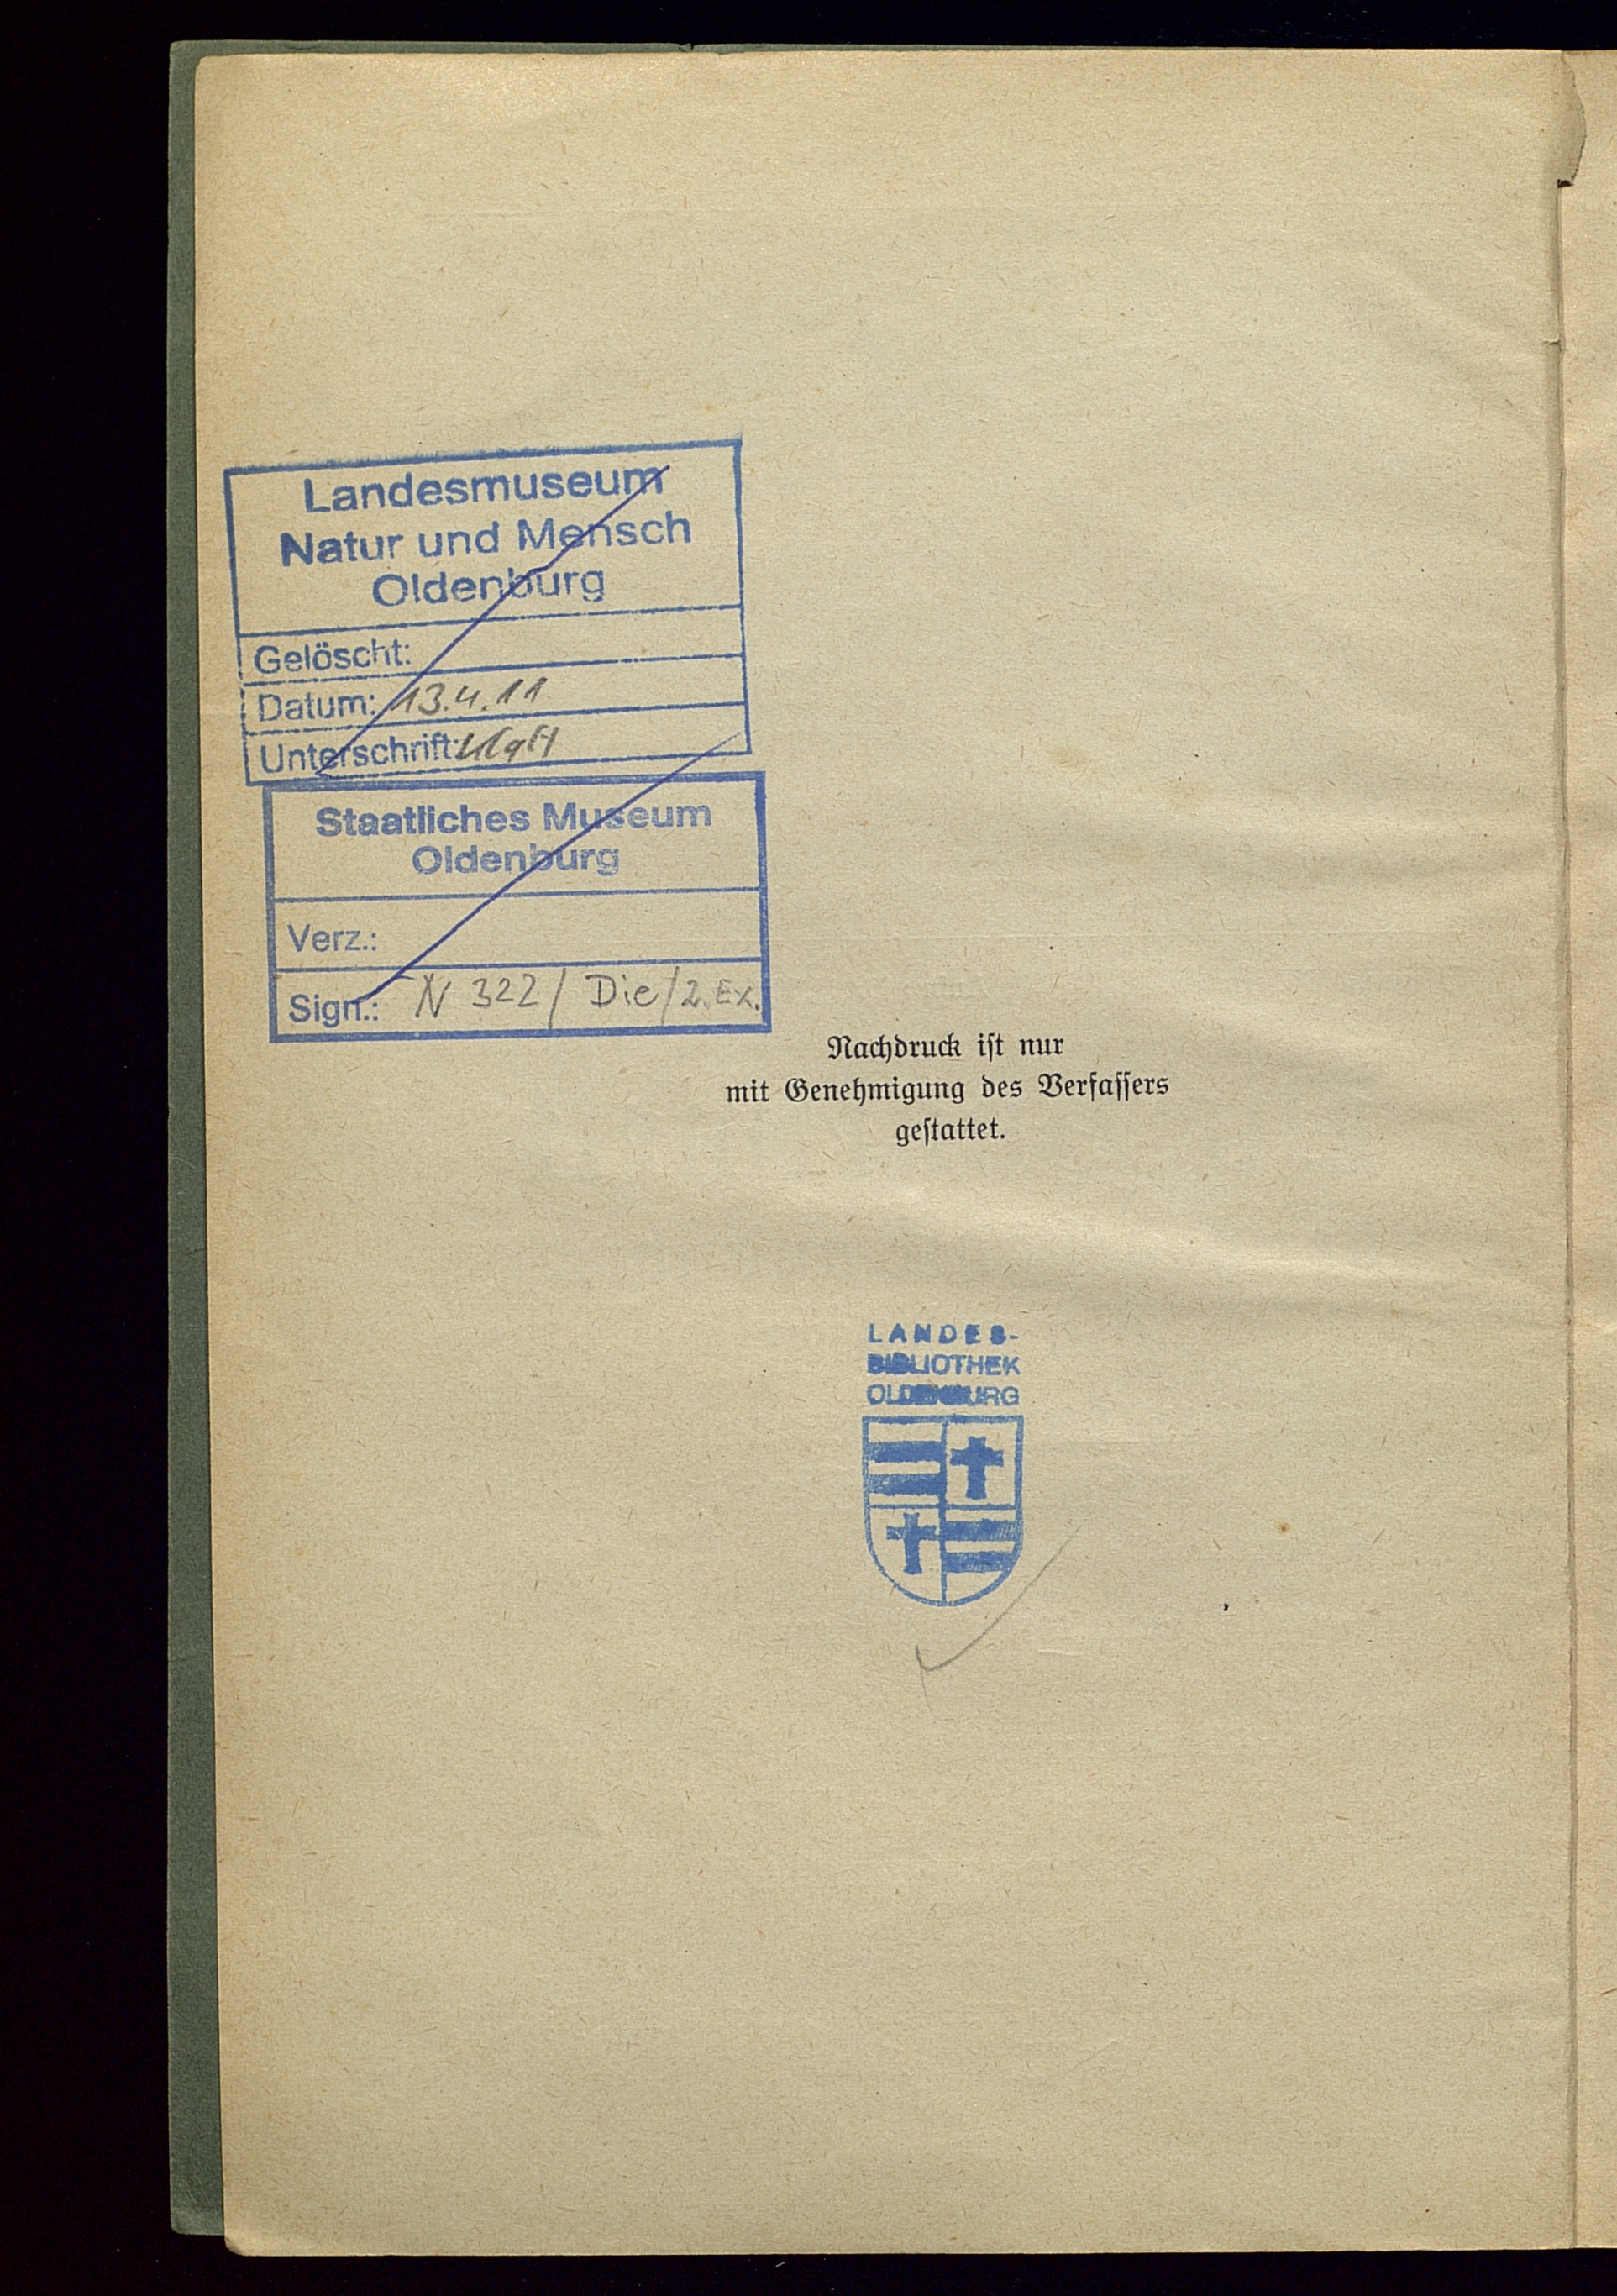 Landesmuseum
Natur und Mensch
Oldenburg
Gelöscht:
Datum: 13.4.11
Unterschrift:
Staatliches Museum
Oldenburg
Verz.:
Sign.: N 322 / Die / 2. Ex.
Nachdruck iſt nur
mit Genehmigung des Verfaſſers
geſtattet.
LANDES-
BIBLIOTHEK
OLDENBURG